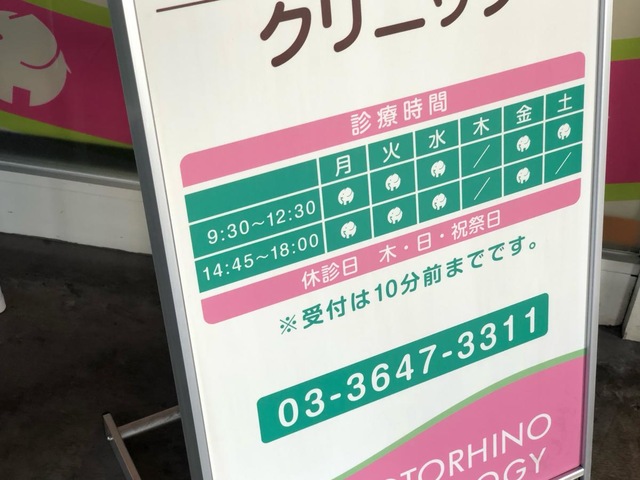 クリニック
診療時間
月 火 水 木 金 土
9:30～12:30 ／
14:45～18:00 ／ ／
休診日 木・日・祝祭日
※受付は10分前までです。
03-3647-3311
OTORHINO
OGY